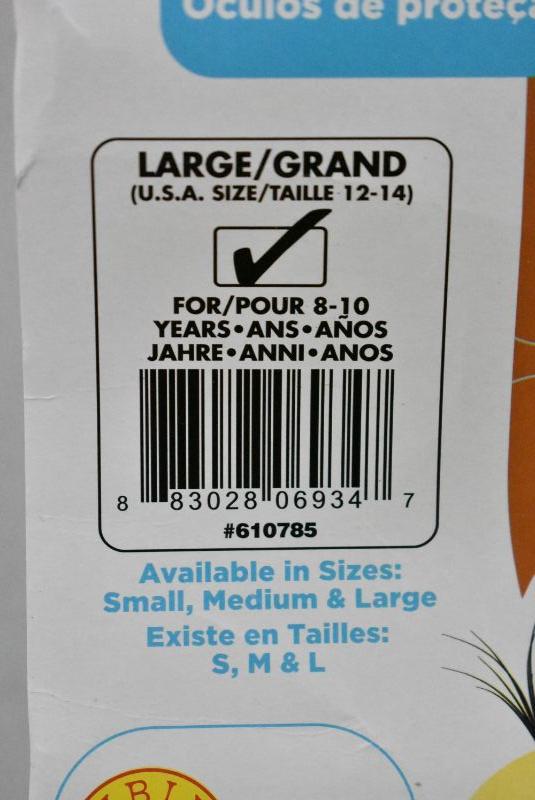 Óculos de proteça
LARGE/GRAND
(U.S.A. SIZE/TAILLE 12-14)
FOR/POUR 8-10
YEARS•ANS•AÑOS
JAHRE•ANNI•ANOS
8 83028 06934 7
#610785
Available in Sizes:
Small, Medium & Large
Existe en Tailles:
S, M & L